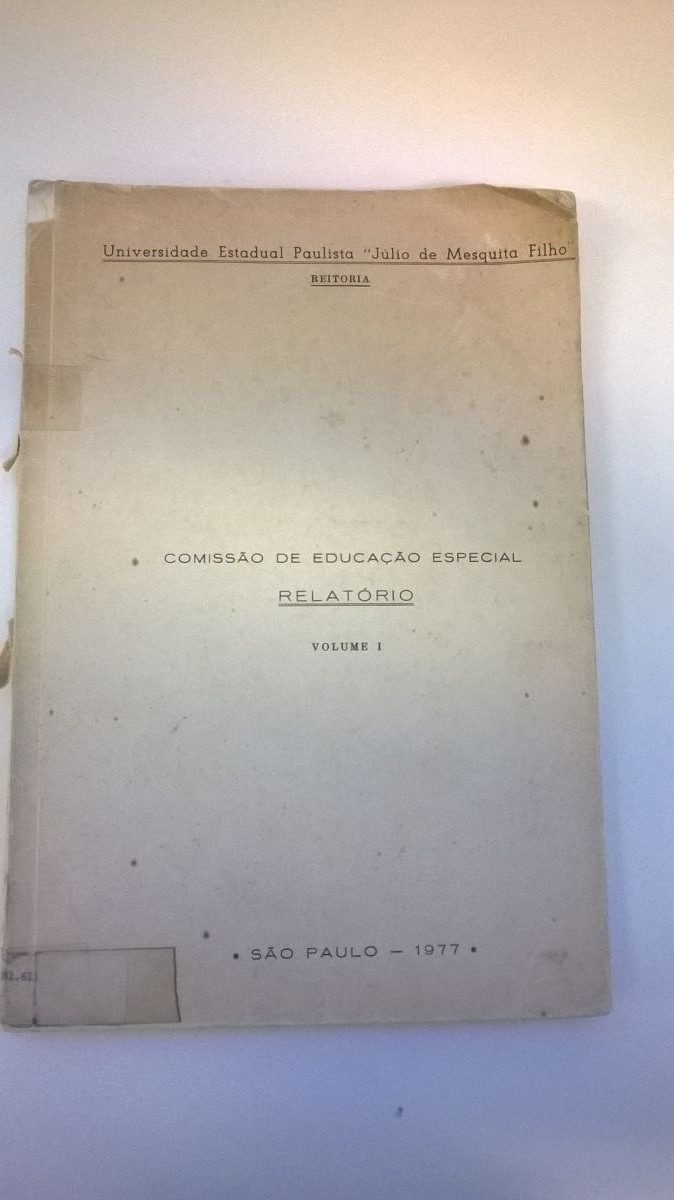 Universidade Estadual Paulista "Júlio de Mesquita Filho"
REITORIA
COMISSÃO DE EDUCAÇÃO ESPECIAL
RELATÓRIO
VOLUME I
• SÃO PAULO — 1977 •